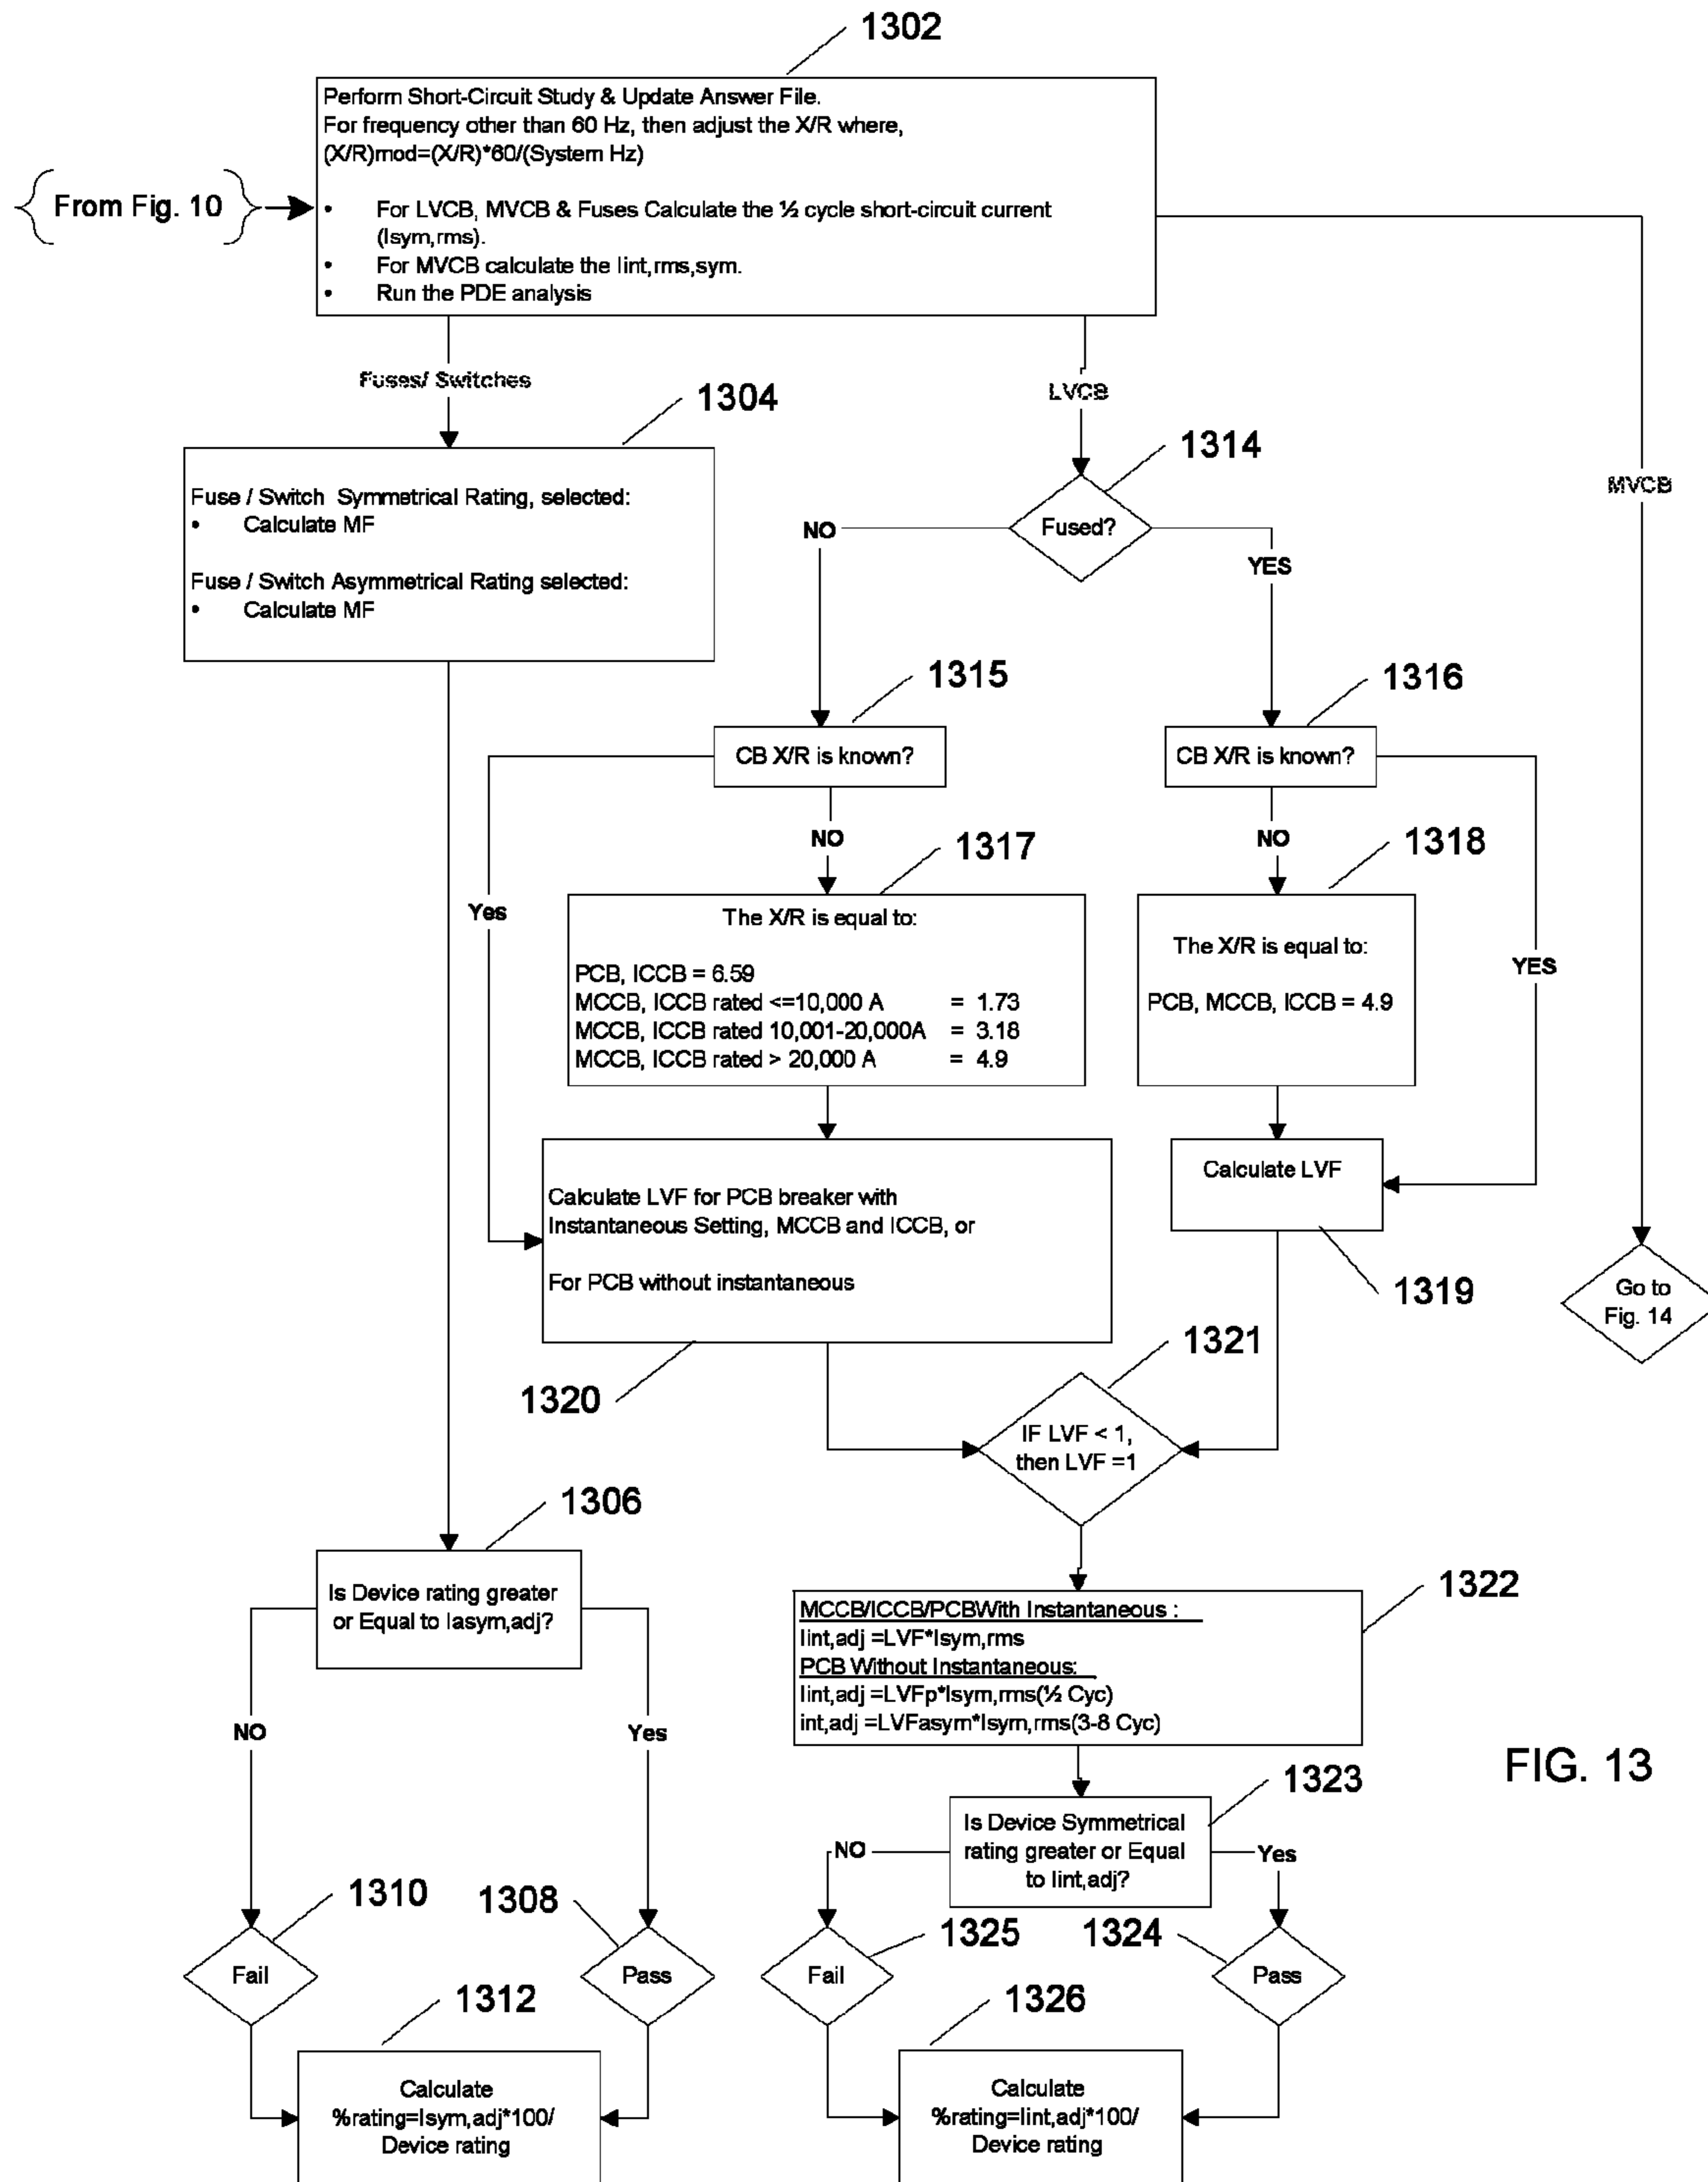 1302
Perform Short-Circuit Study & Update Answer File.
For frequency other than 60 Hz, then adjust the X/R where,
(X/R)mod=(X/R)*60/(System Hz)
• For LVCB, MVCB & Fuses Calculate the ½ cycle short-circuit current
(Isym,rms).
• For MVCB calculate the Iint,rms,sym.
• Run the PDE analysis
From Fig. 10
Fuses/ Switches
LVCB
MVCB
1304
Fuse / Switch Symmetrical Rating, selected:
• Calculate MF
Fuse / Switch Asymmetrical Rating selected:
• Calculate MF
1314
Fused?
NO
YES
1315
CB X/R is known?
1316
CB X/R is known?
NO
Yes
NO
YES
1317
The X/R is equal to:
PCB, ICCB = 6.59
MCCB, ICCB rated <=10,000 A = 1.73
MCCB, ICCB rated 10,001-20,000A = 3.18
MCCB, ICCB rated > 20,000 A = 4.9
1318
The X/R is equal to:
PCB, MCCB, ICCB = 4.9
Calculate LVF for PCB breaker with
Instantaneous Setting, MCCB and ICCB, or
For PCB without instantaneous
1320
Calculate LVF
1319
Go to
Fig. 14
1321
IF LVF < 1,
then LVF =1
1306
Is Device rating greater
or Equal to Iasym,adj?
NO
Yes
1322
MCCB/ICCB/PCBWith Instantaneous :
Iint,adj =LVF*Isym,rms
PCB Without Instantaneous:
Iint,adj =LVFp*Isym,rms(½ Cyc)
int,adj =LVFasym*Isym,rms(3-8 Cyc)
FIG. 13
1323
Is Device Symmetrical
rating greater or Equal
to Iint,adj?
NO
Yes
1310
Fail
1308
Pass
1325
Fail
1324
Pass
1312
Calculate
%rating=Isym,adj*100/
Device rating
1326
Calculate
%rating=Iint,adj*100/
Device rating